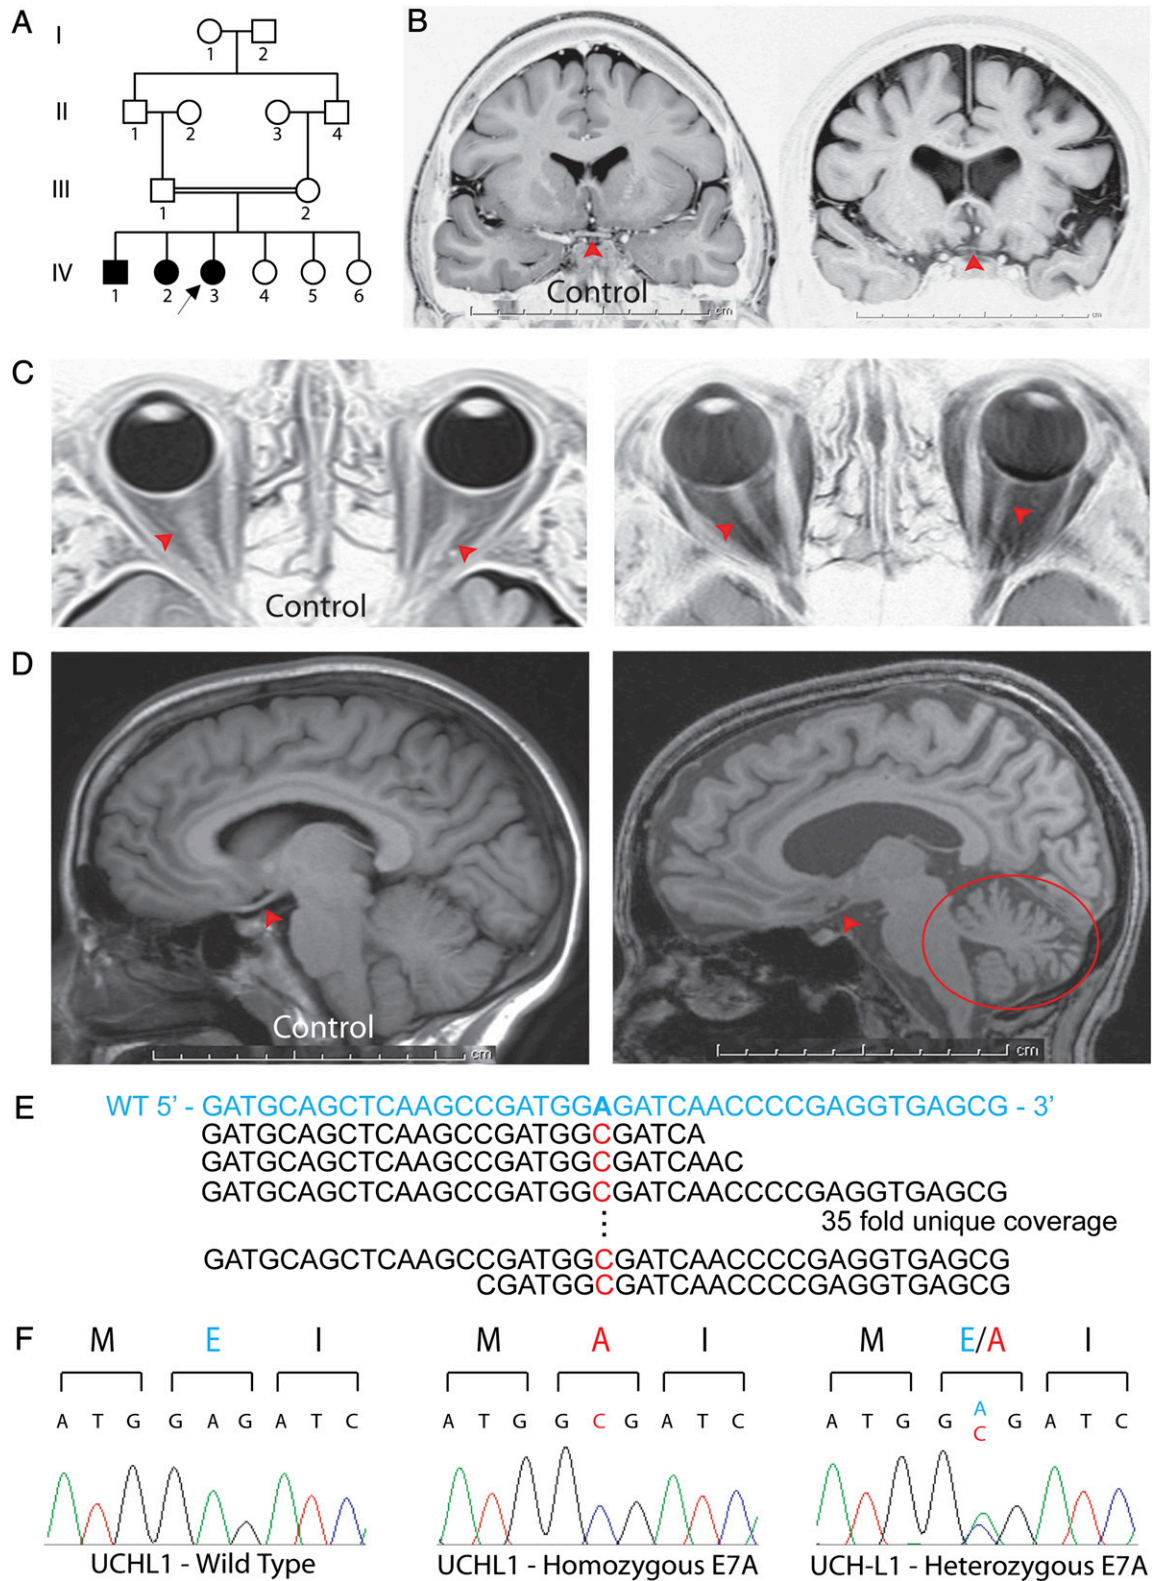 A
I
1 2
II
1 2 3 4
III
1 2
IV
1 2 3 4 5 6
B
Control
cm
C
Control
D
Control
cm
cm
E
WT 5' - GATGCAGCTCAAGCCGATGGAGATCAACCCCGAGGTGAGCG - 3'
GATGCAGCTCAAGCCGATGGCGATCA
GATGCAGCTCAAGCCGATGGCGATCAAC
GATGCAGCTCAAGCCGATGGCGATCAACCCCGAGGTGAGCG
35 fold unique coverage
GATGCAGCTCAAGCCGATGGCGATCAACCCCGAGGTGAGCG
CGATGGCGATCAACCCCGAGGTGAGCG
F
M E I M A I M E/A I
A T G G A G A T C A T G G C G A T C A T G G A C G A T C
UCHL1 - Wild Type
UCHL1 - Homozygous E7A
UCH-L1 - Heterozygous E7A